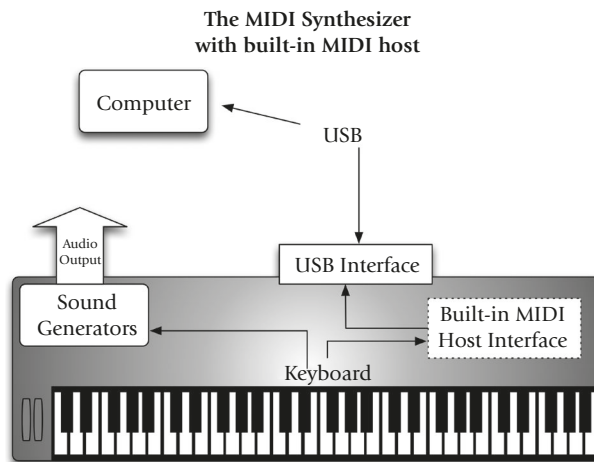 The MIDI Synthesizer
with built-in MIDI host
Computer
USB
Audio
Output
USB Interface
Sound
Generators
Built-in MIDI
Host Interface
Keyboard